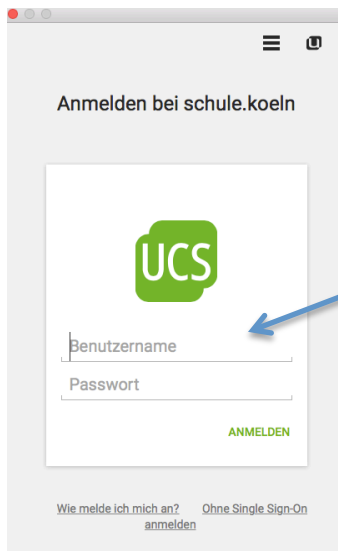 Anmelden bei schule.koeln
UCS
Benutzername
Passwort
ANMELDEN
Wie melde ich mich an? Ohne Single Sign-On
anmelden